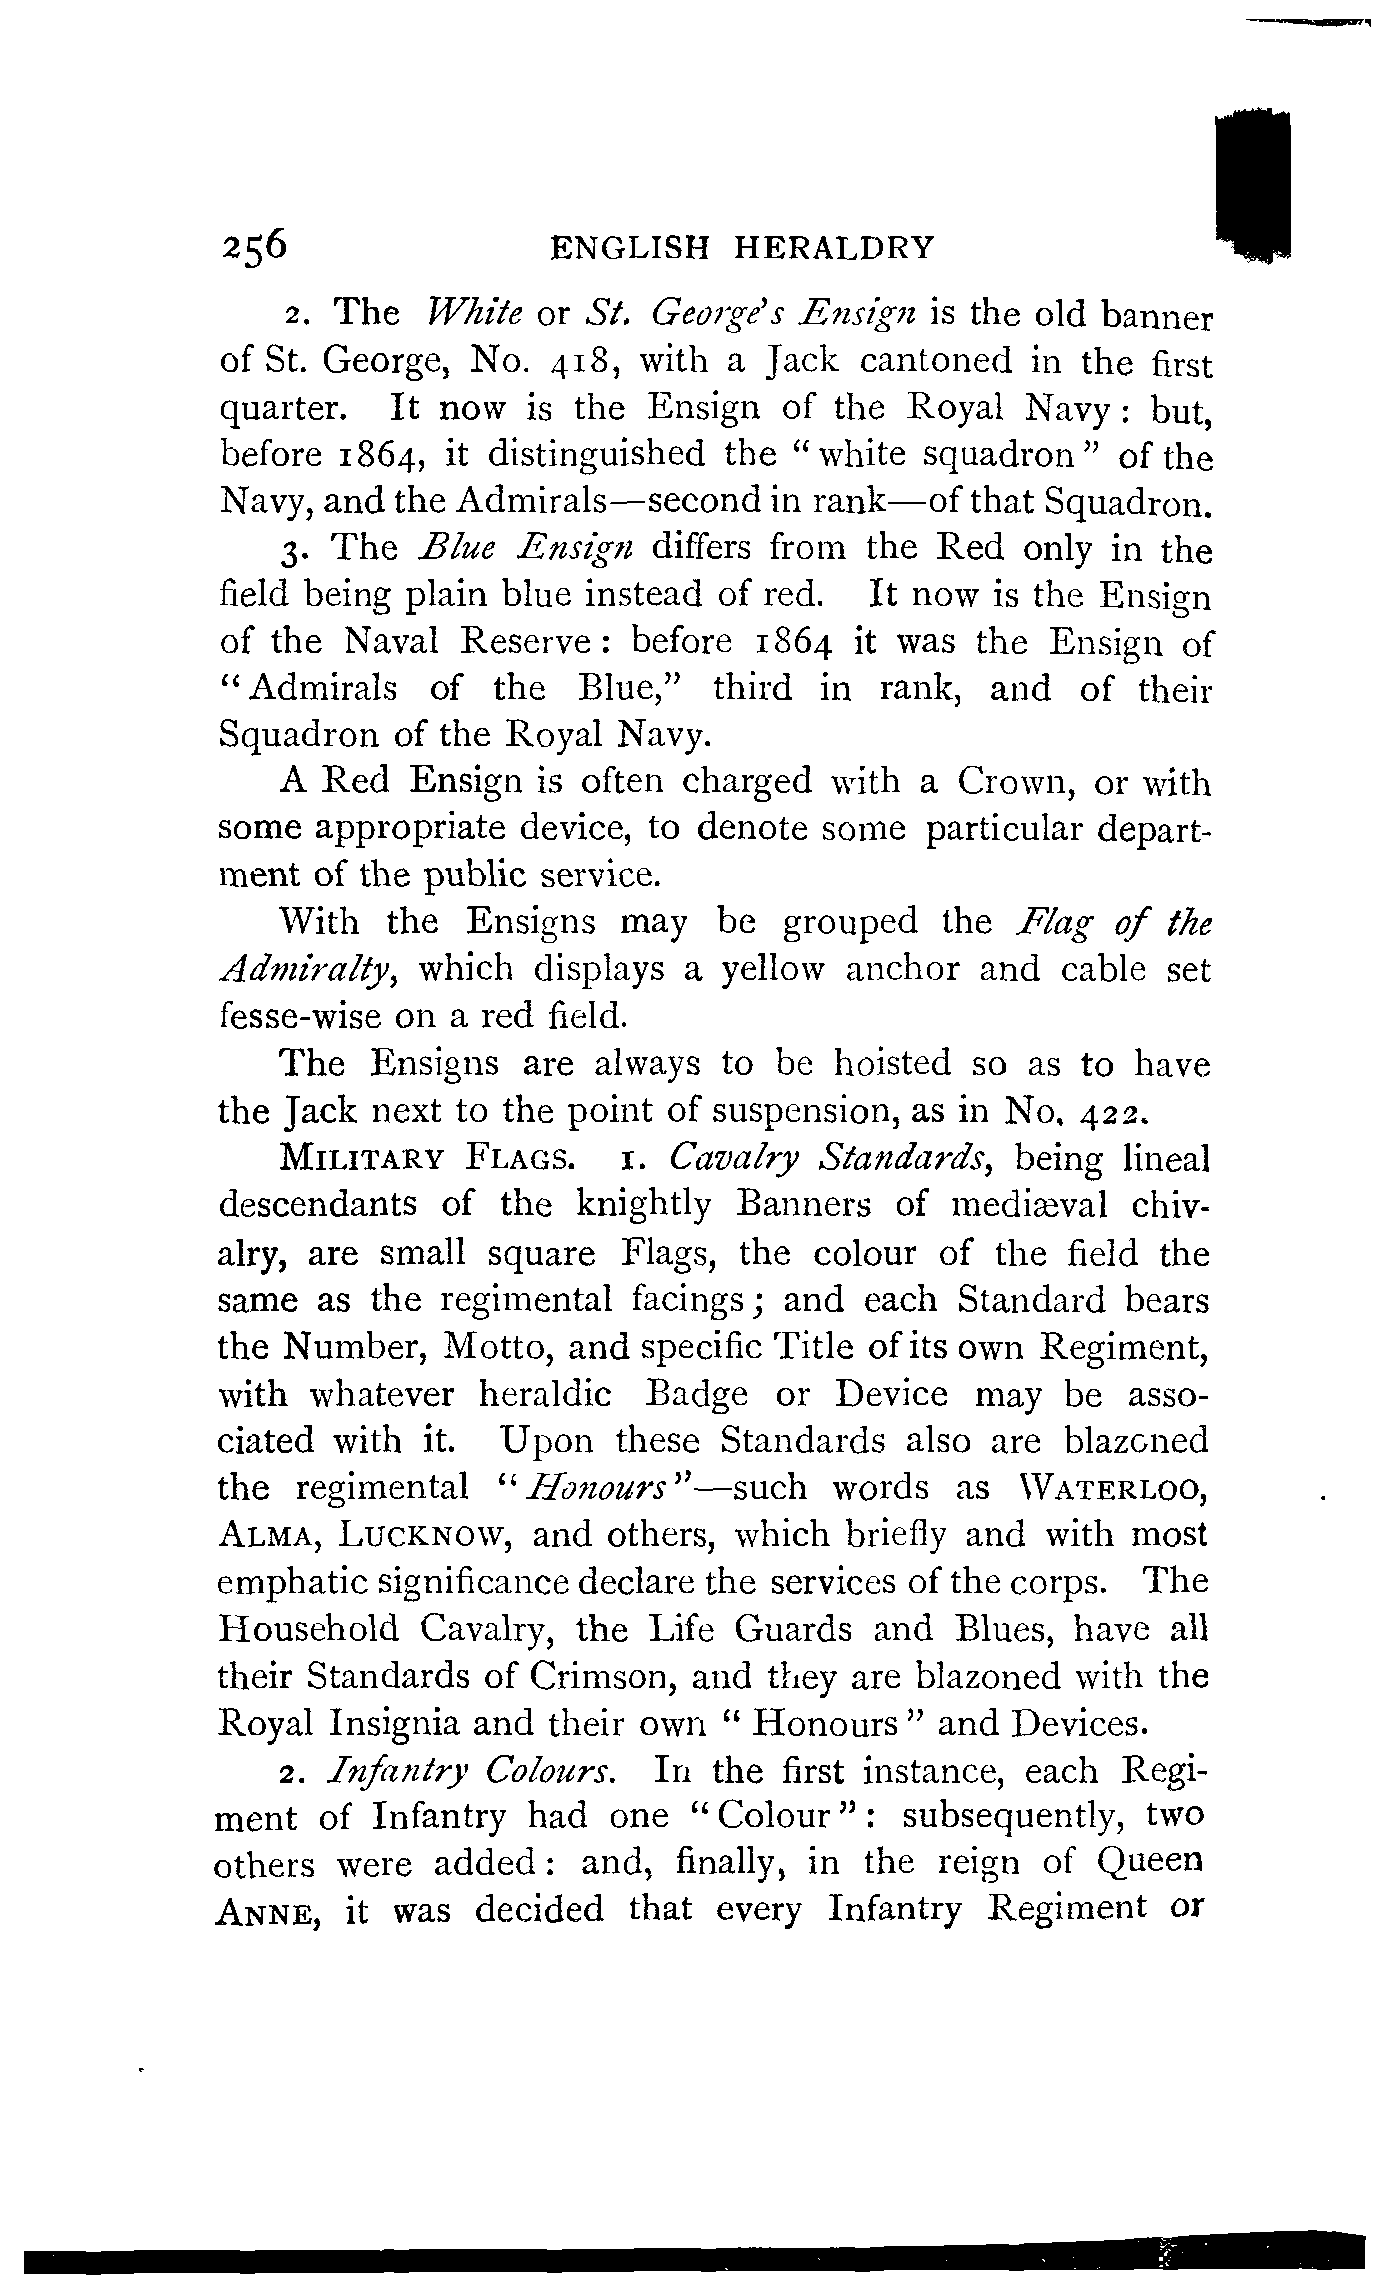 256 ENGLISH HERALDRY
2. The White or St. George's Ensign is the old banner
of St. George, No. 418, with a Jack cantoned in the first
quarter. It now is the Ensign of the Royal Navy : but,
before 1864, it distinguished the “ white squadron ” of the
Navy, and the Admirals—second in rank—of that Squadron.
3. The Blue Ensign differs from the Red only in the
field being plain blue instead of red. It now is the Ensign
of the Naval Reserve : before 1864 it was the Ensign of
“ Admirals of the Blue,” third in rank, and of their
Squadron of the Royal Navy.
A Red Ensign is often charged with a Crown, or with
some appropriate device, to denote some particular depart-
ment of the public service.
With the Ensigns may be grouped the Flag of the
Admiralty, which displays a yellow anchor and cable set
fesse-wise on a red field.
The Ensigns are always to be hoisted so as to have
the Jack next to the point of suspension, as in No. 422.
MILITARY FLAGS. 1. Cavalry Standards, being lineal
descendants of the knightly Banners of mediæval chiv-
alry, are small square Flags, the colour of the field the
same as the regimental facings ; and each Standard bears
the Number, Motto, and specific Title of its own Regiment,
with whatever heraldic Badge or Device may be asso-
ciated with it. Upon these Standards also are blazoned
the regimental “ Honours ”—such words as WATERLOO,
ALMA, LUCKNOW, and others, which briefly and with most
emphatic significance declare the services of the corps. The
Household Cavalry, the Life Guards and Blues, have all
their Standards of Crimson, and they are blazoned with the
Royal Insignia and their own “ Honours ” and Devices.
2. Infantry Colours. In the first instance, each Regi-
ment of Infantry had one “ Colour ” : subsequently, two
others were added : and, finally, in the reign of Queen
ANNE, it was decided that every Infantry Regiment or